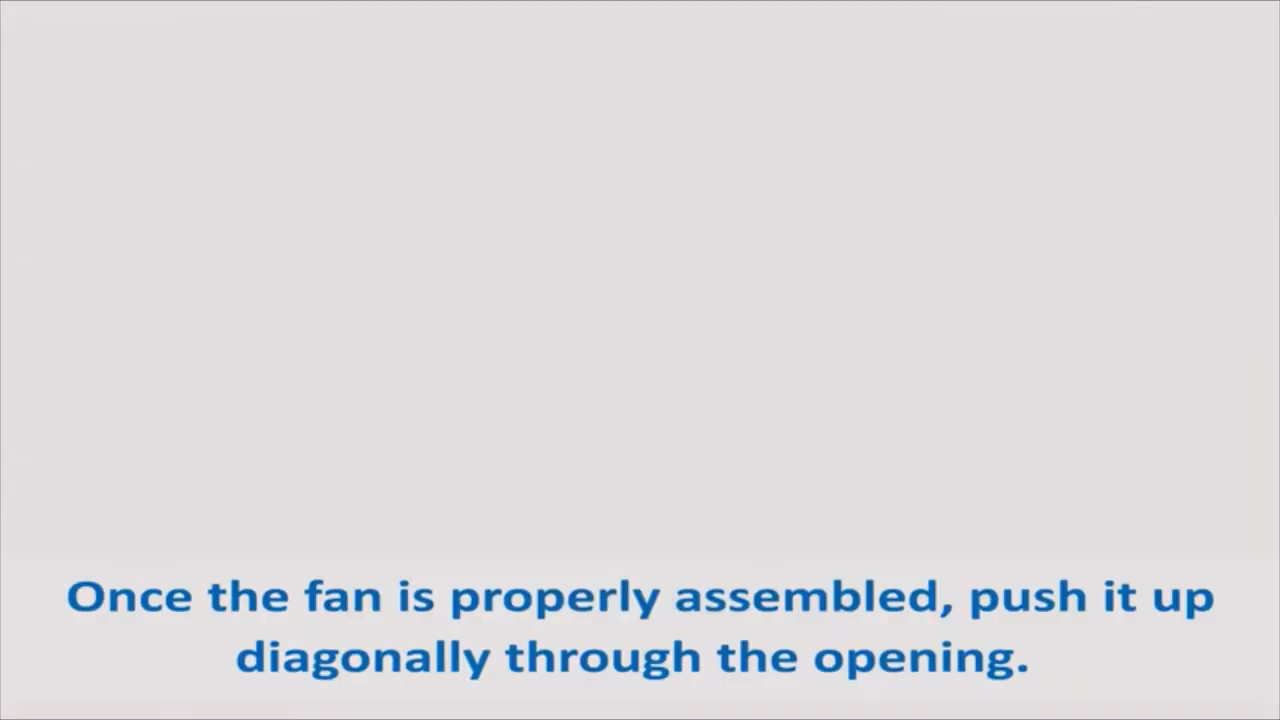 Once the fan is properly assembled, push it up
diagonally through the opening.